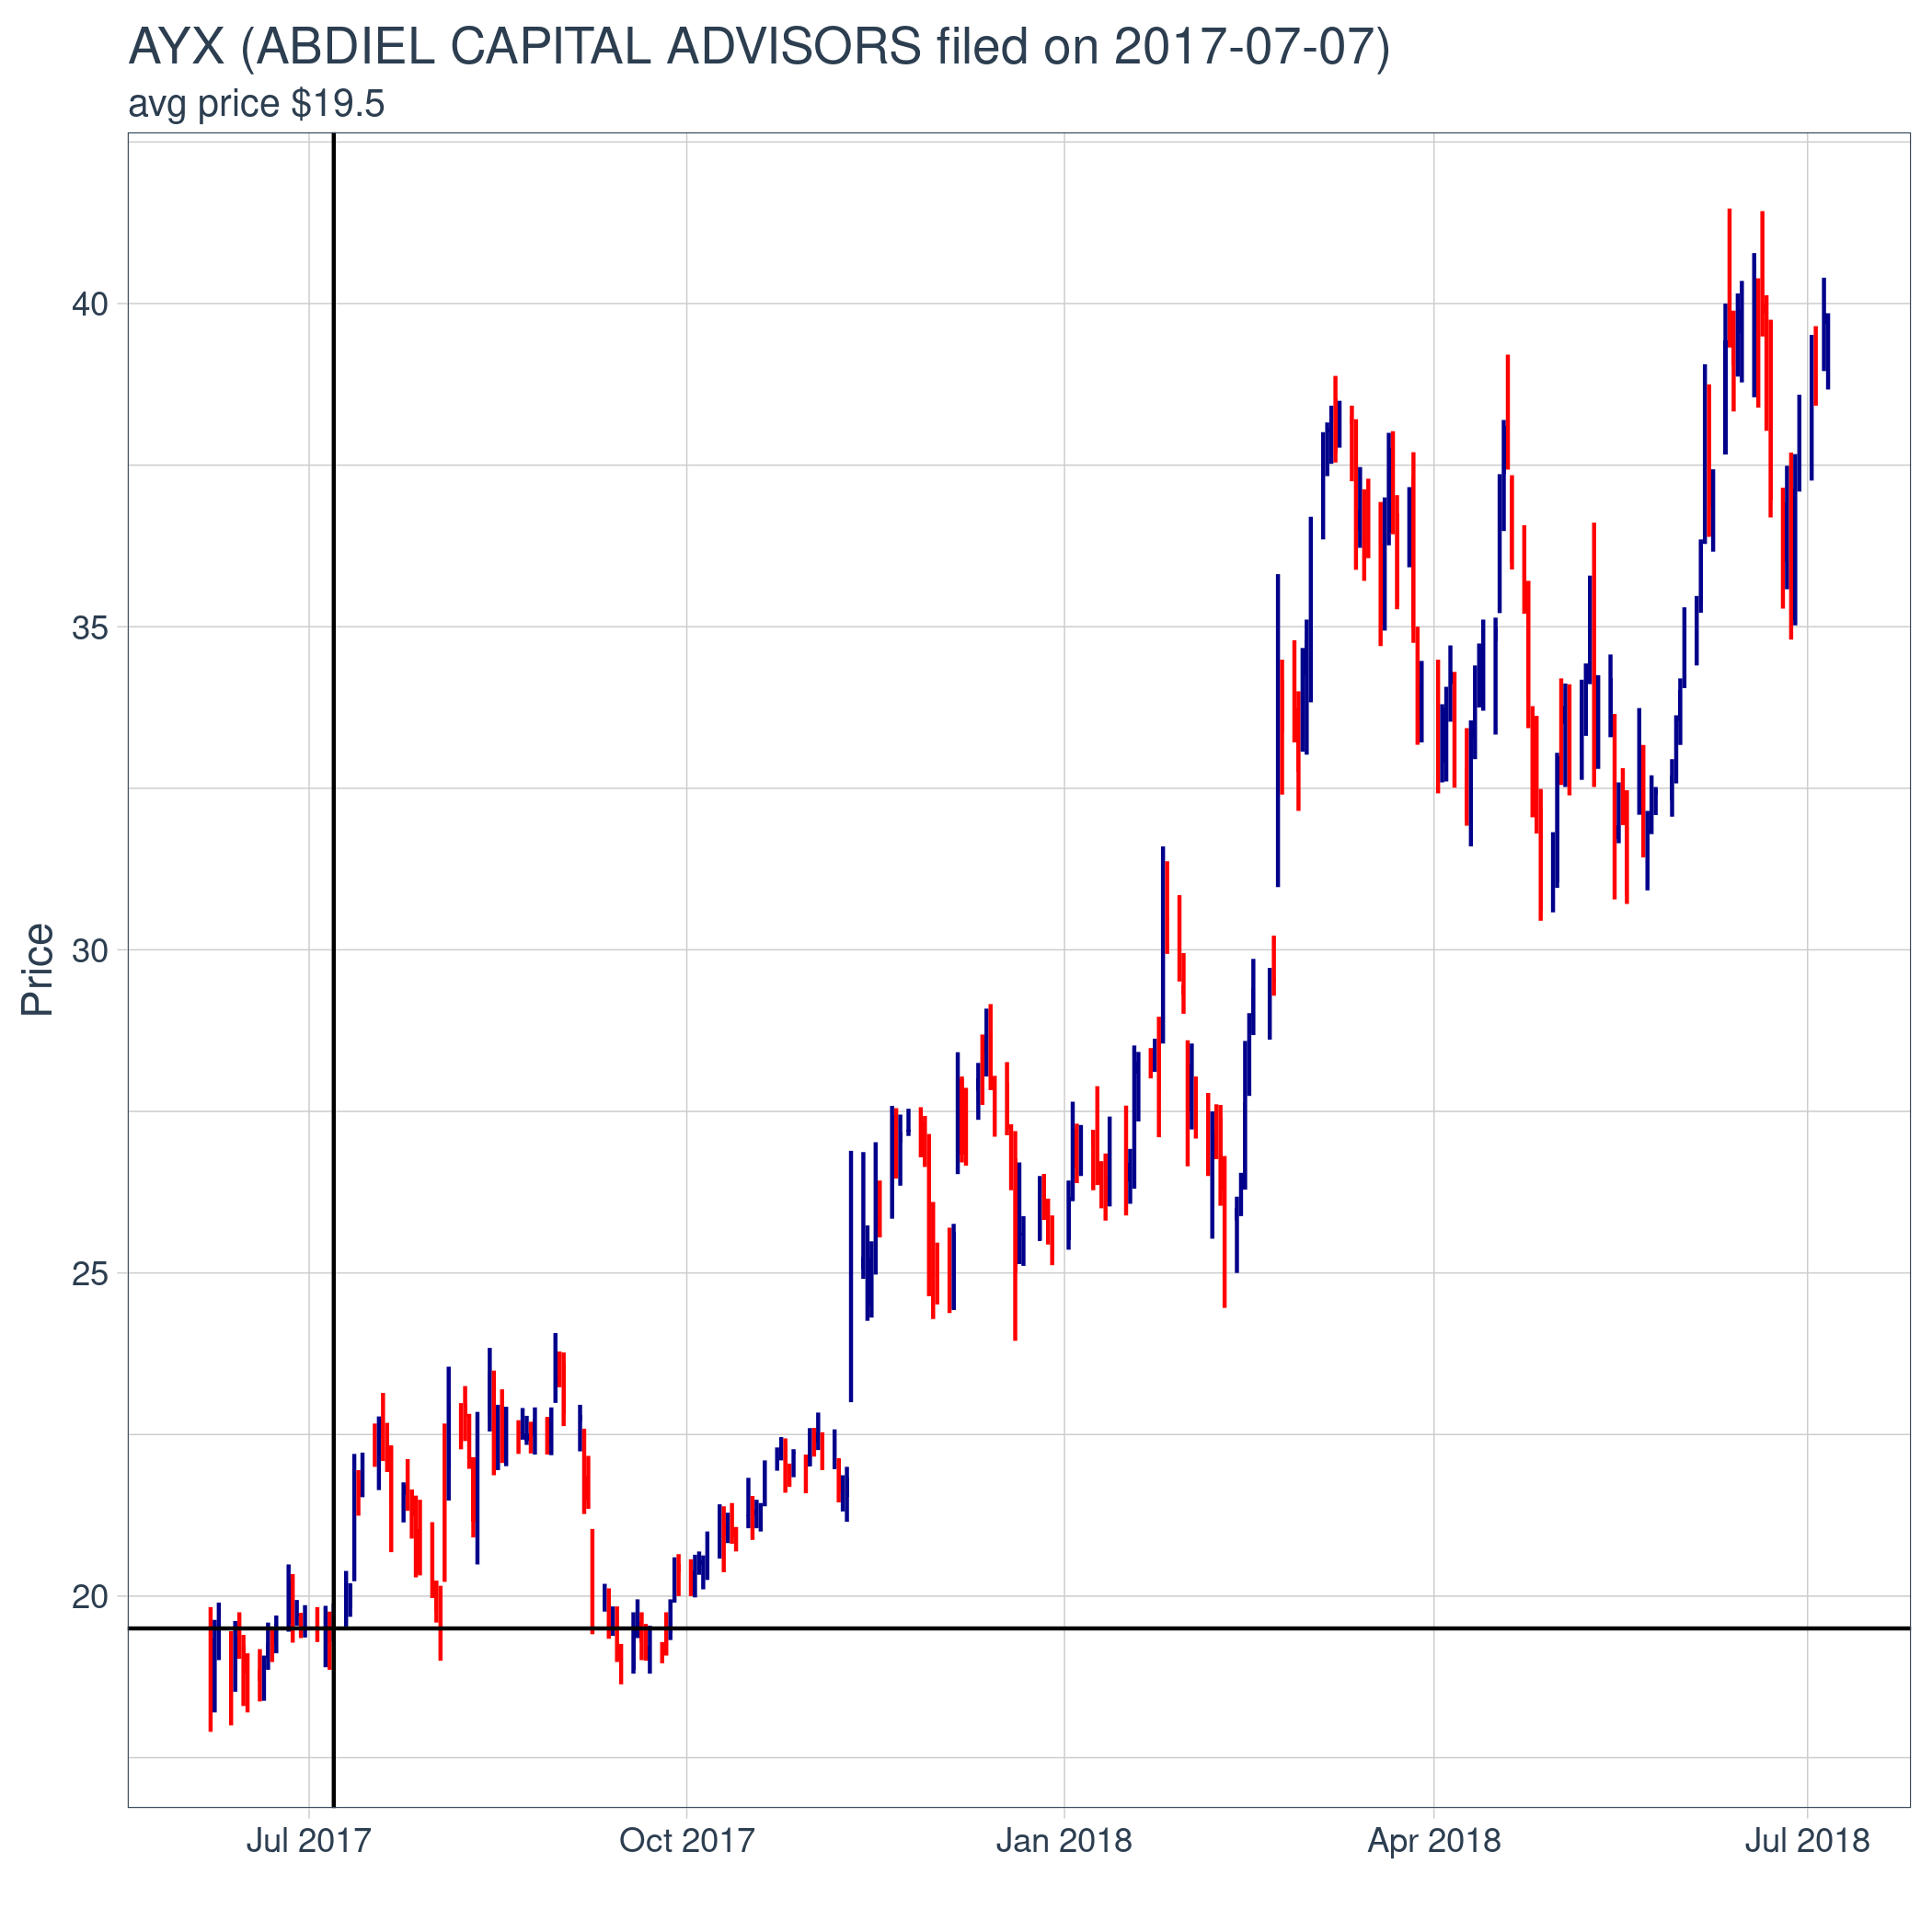 AYX (ABDIEL CAPITAL ADVISORS filed on 2017-07-07)
avg price $19.5
40
35
30
25
20
Price
Jul 2017 Oct 2017 Jan 2018 Apr 2018 Jul 2018